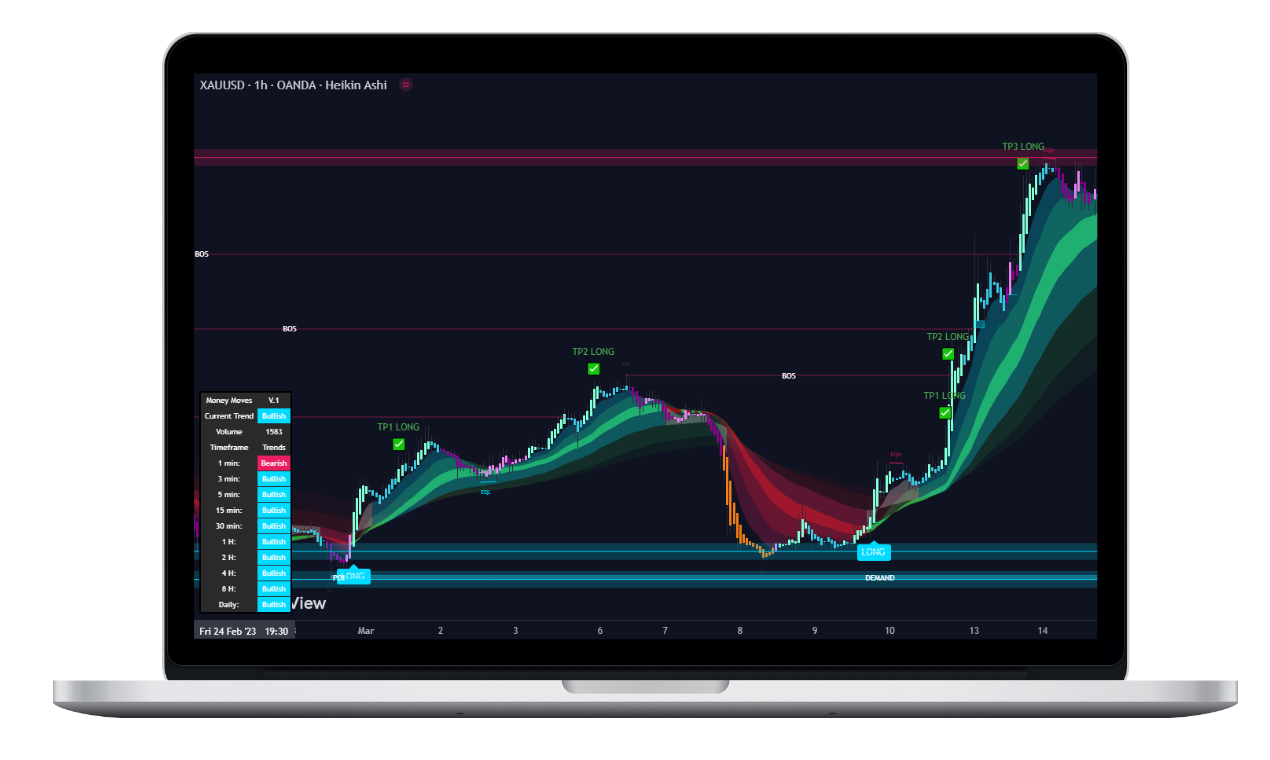 XAUUSD · 1h · OANDA · Heikin Ashi
TP3 LONG
EQH
BOS
BOS
TP2 LONG
TP2 LONG
BOS
TP1 LONG
TP1 LONG
Money Moves V.1
Current Trend Bullish
Volume 1583
Timeframe Trends
1 min: Bearish
3 min: Bullish
5 min: Bullish
15 min: Bullish
30 min: Bullish
1 H: Bullish
2 H: Bullish
4 H: Bullish
8 H: Bullish
Daily: Bullish
EQH
EQL
LONG
LONG
DEMAND
View
Fri 24 Feb '23 19:30
Mar 2 3 6 7 8 9 10 13 14